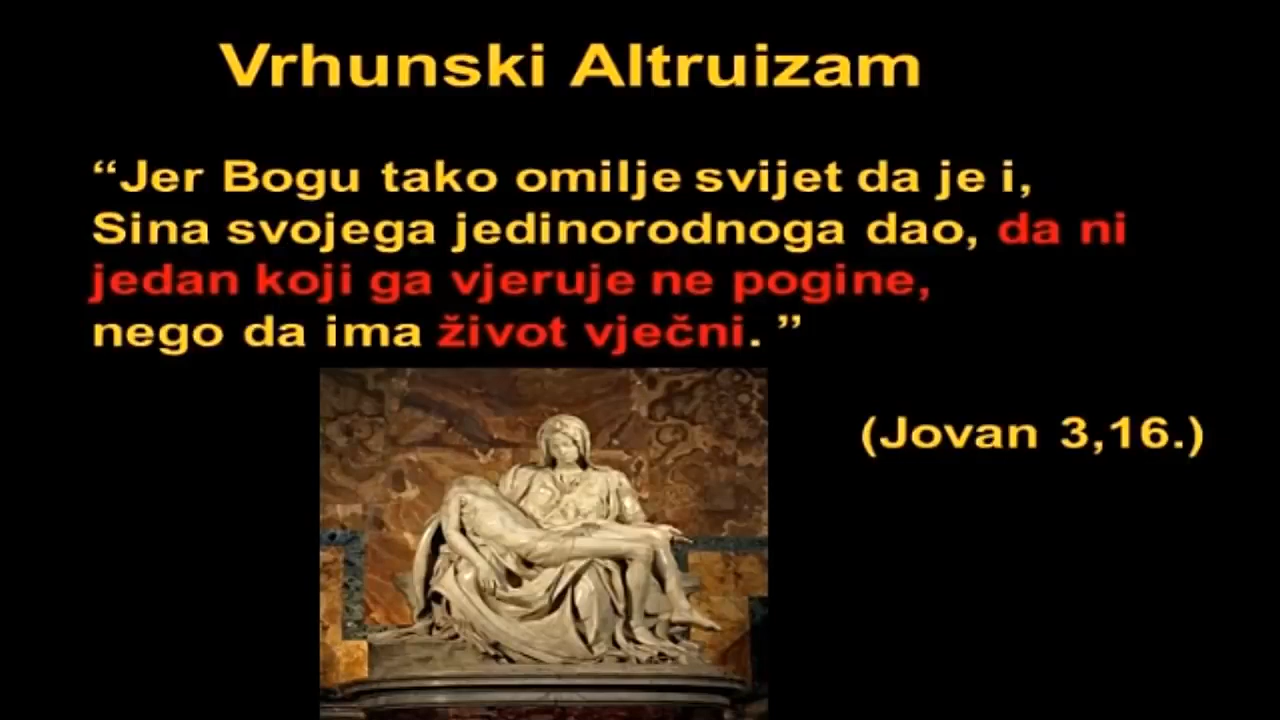 Vrhunski Altruizam
“Jer Bogu tako omilje svijet da je i,
Sina svojega jedinorodnoga dao, da ni
jedan koji ga vjeruje ne pogine,
nego da ima život vječni. ”
(Jovan 3,16.)